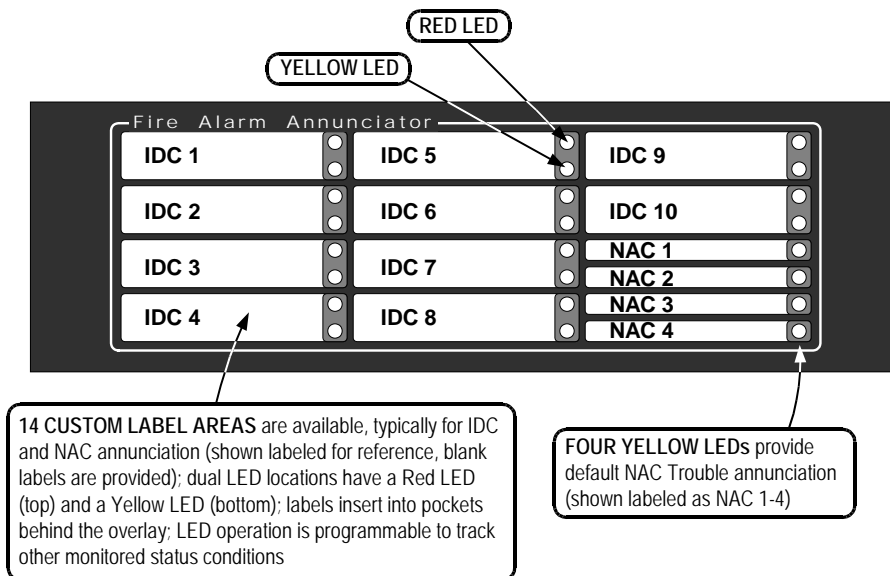 RED LED
YELLOW LED
Fire Alarm Annunciator
IDC 1
IDC 5
IDC 9
IDC 2
IDC 6
IDC 10
IDC 3
IDC 7
NAC 1
NAC 2
IDC 4
IDC 8
NAC 3
NAC 4
14 CUSTOM LABEL AREAS are available, typically for IDC
and NAC annunciation (shown labeled for reference, blank
labels are provided); dual LED locations have a Red LED
(top) and a Yellow LED (bottom); labels insert into pockets
behind the overlay; LED operation is programmable to track
other monitored status conditions
FOUR YELLOW LEDs provide
default NAC Trouble annunciation
(shown labeled as NAC 1-4)